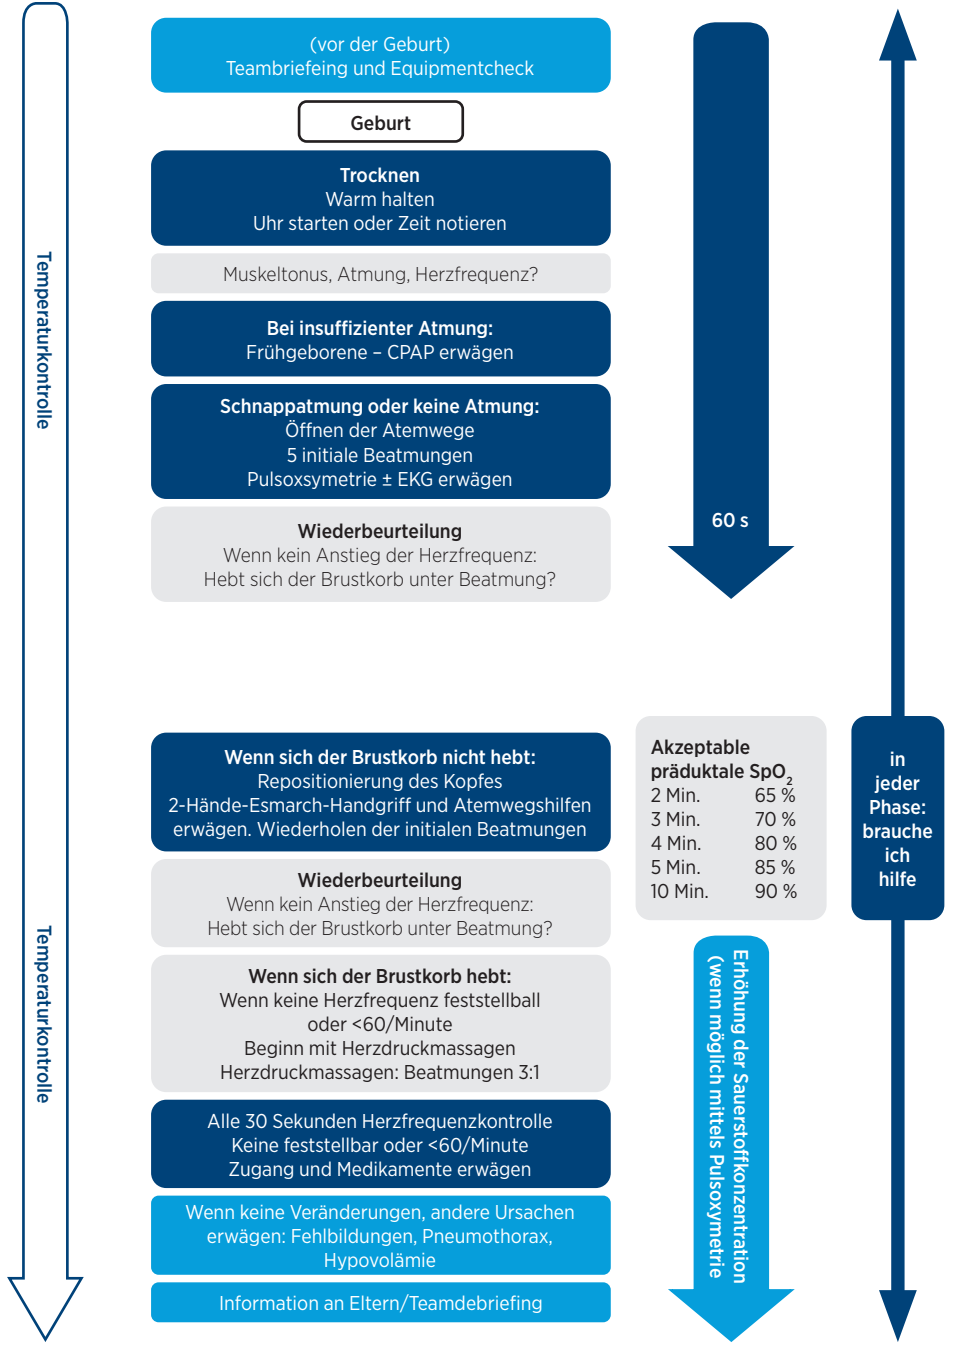 (vor der Geburt)
Teambriefeing und Equipmentcheck
Geburt
Trocknen
Warm halten
Uhr starten oder Zeit notieren
Muskeltonus, Atmung, Herzfrequenz?
Bei insuffizienter Atmung:
Frühgeborene – CPAP erwägen
Schnappatmung oder keine Atmung:
Öffnen der Atemwege
5 initiale Beatmungen
Pulsoxsymetrie ± EKG erwägen
Wiederbeurteilung
Wenn kein Anstieg der Herzfrequenz:
Hebt sich der Brustkorb unter Beatmung?
Temperaturkontrolle
60 s
Wenn sich der Brustkorb nicht hebt:
Repositionierung des Kopfes
2-Hände-Esmarch-Handgriff und Atemwegshilfen
erwägen. Wiederholen der initialen Beatmungen
Wiederbeurteilung
Wenn kein Anstieg der Herzfrequenz:
Hebt sich der Brustkorb unter Beatmung?
Wenn sich der Brustkorb hebt:
Wenn keine Herzfrequenz feststellball
oder <60/Minute
Beginn mit Herzdruckmassagen
Herzdruckmassagen: Beatmungen 3:1
Alle 30 Sekunden Herzfrequenzkontrolle
Keine feststellbar oder <60/Minute
Zugang und Medikamente erwägen
Wenn keine Veränderungen, andere Ursachen
erwägen: Fehlbildungen, Pneumothorax,
Hypovolämie
Information an Eltern/Teamdebriefing
Temperaturkontrolle
Akzeptable
präduktale SpO2
2 Min. 65 %
3 Min. 70 %
4 Min. 80 %
5 Min. 85 %
10 Min. 90 %
Erhöhung der Sauerstoffkonzentration
(wenn möglich mittels Pulsoxymetrie
in
jeder
Phase:
brauche
ich
hilfe